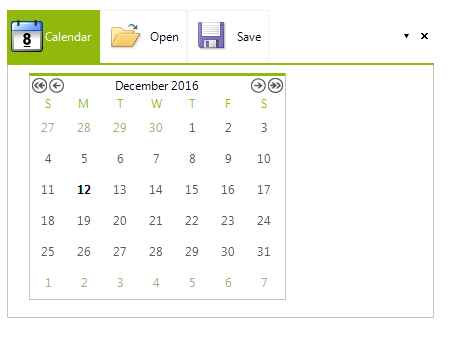 8 Calendar Open Save
December 2016
S M T W T F S
27 28 29 30 1 2 3
4 5 6 7 8 9 10
11 12 13 14 15 16 17
18 19 20 21 22 23 24
25 26 27 28 29 30 31
1 2 3 4 5 6 7